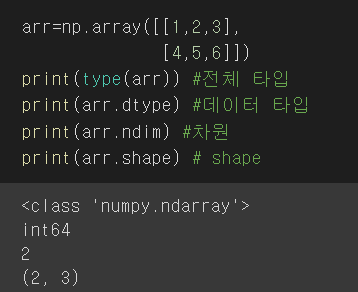 arr=np.array([[1,2,3],
[4,5,6]])
print(type(arr)) #전체 타입
print(arr.dtype) #데이터 타입
print(arr.ndim) #차원
print(arr.shape) # shape
<class 'numpy.ndarray'>
int64
2
(2, 3)